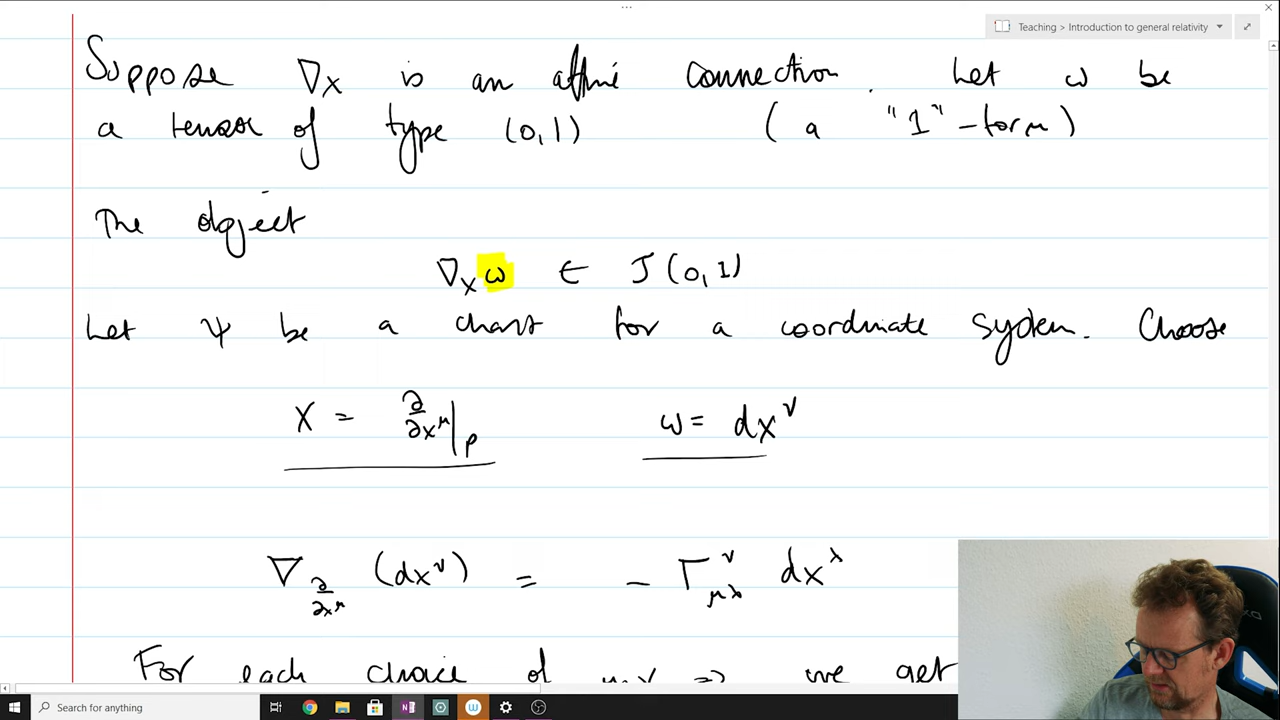 Teaching > Introduction to general relativity
Suppose ∇_X is an affine connection. Let ω be
a tensor of type (0,1) (a "1"-form)
The object
∇_X ω ∈ T(0,1)
Let ψ be a chart for a coordinate system. Choose
X = ∂/∂x^μ|_p ω = dx^ν
∇_{∂/∂x^μ} (dx^ν) = - Γ^ν_{μλ} dx^λ
For each choice of μ,ν => we get
Search for anything